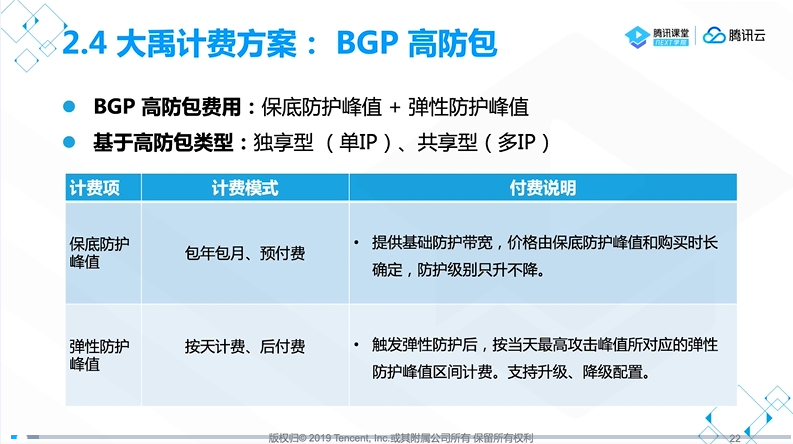 2.4 大禹计费方案： BGP 高防包
腾讯课堂
NEXT学院
腾讯云
BGP 高防包费用：保底防护峰值 + 弹性防护峰值
基于高防包类型：独享型 （单IP）、共享型（多IP）
计费项 计费模式 付费说明
保底防护
峰值
包年包月、预付费
• 提供基础防护带宽，价格由保底防护峰值和购买时长
确定，防护级别只升不降。
弹性防护
峰值
按天计费、后付费
• 触发弹性防护后，按当天最高攻击峰值所对应的弹性
防护峰值区间计费。支持升级、降级配置。
版权归© 2019 Tencent, Inc.或其附属公司所有 保留所有权利
22